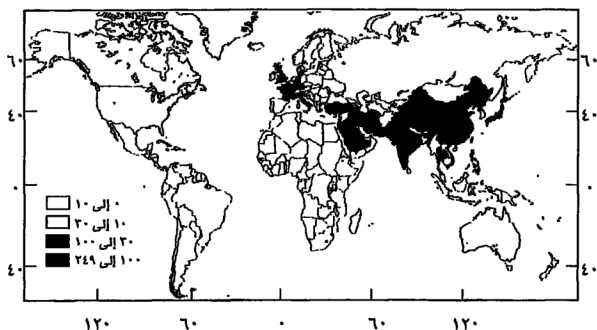 ٦٠ ٦٠
٤٠ ٤٠
٠ ٠
٤٠ ٤٠
٠ إلى ١٠
١٠ إلى ٣٠
٣٠ إلى ١٠٠
١٠٠ إلى ٢٤٩
١٢٠ ٦٠ ٠ ٦٠ ١٢٠